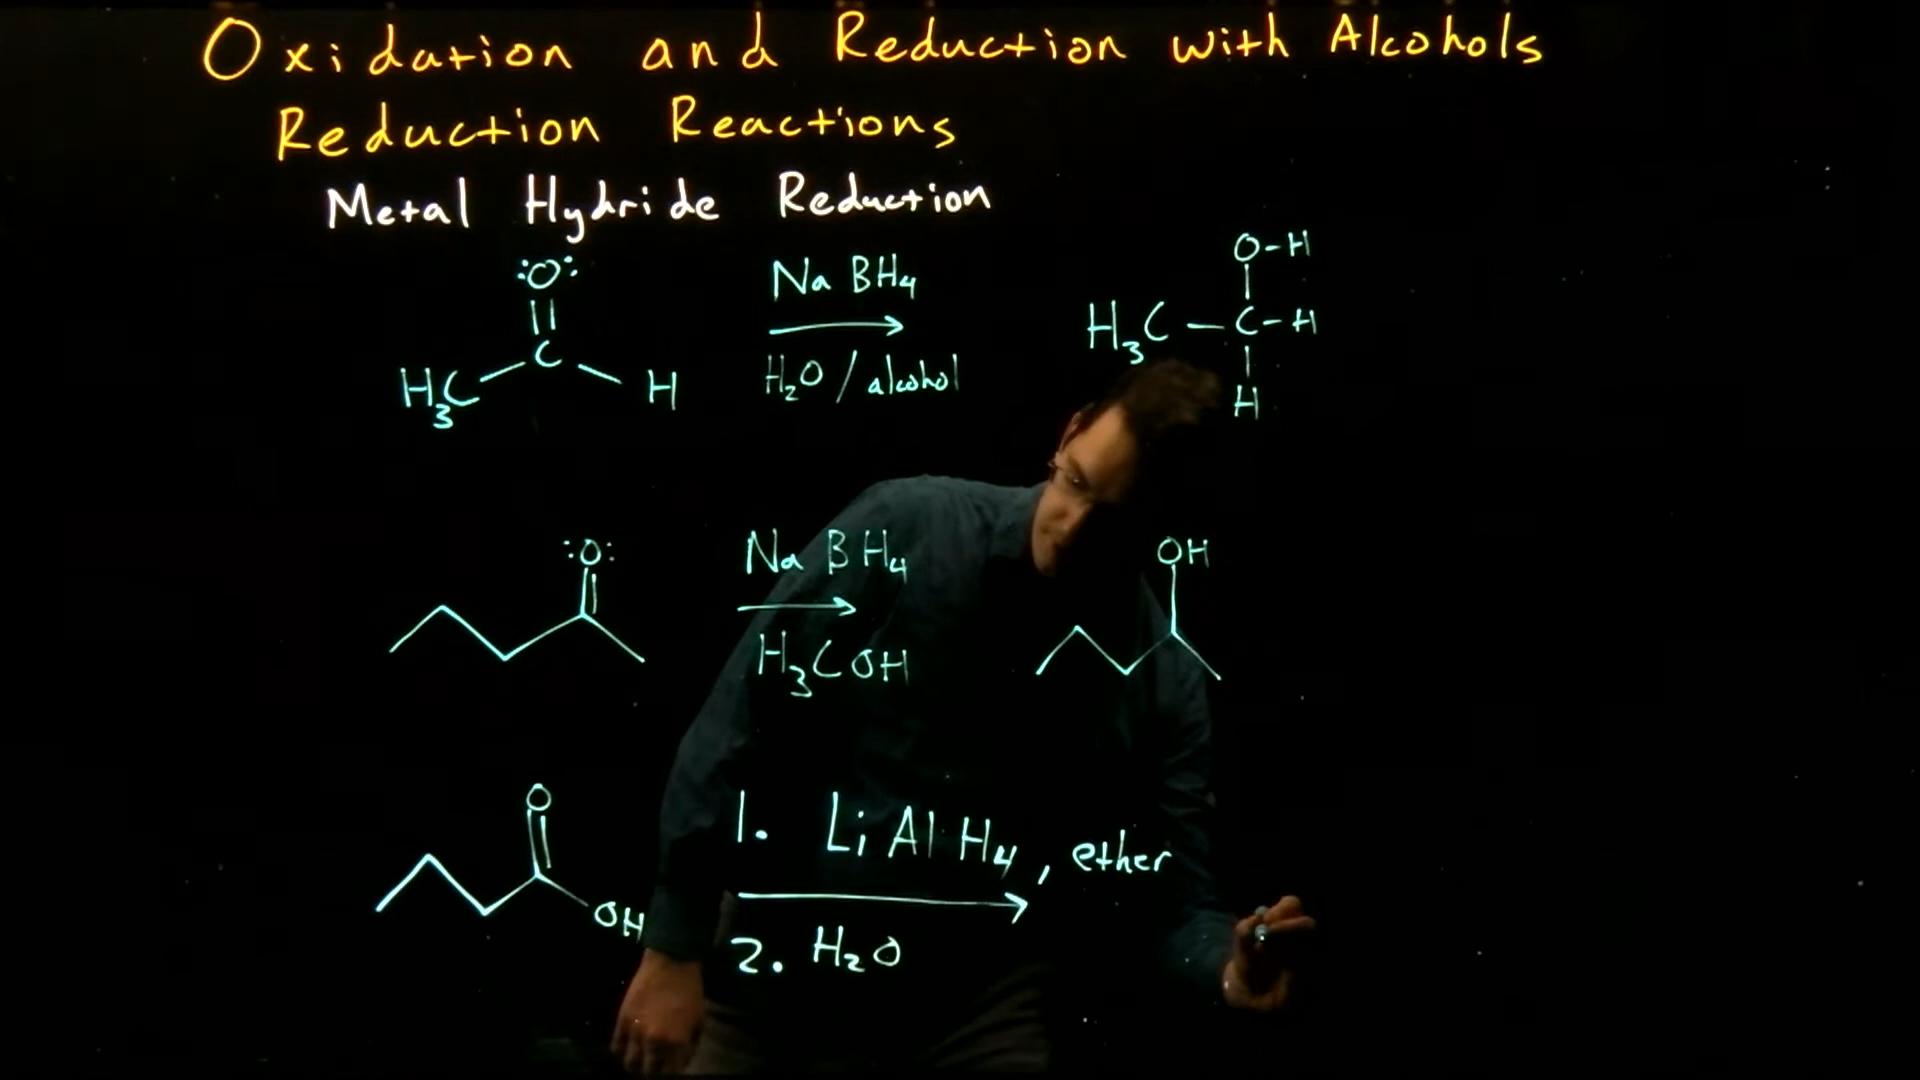 Oxidation and Reduction with Alcohols
Reduction Reactions
Metal Hydride Reduction
:O:
C
H3C
H
NaBH4
H2O / alcohol
O-H
H3C-C-H
H
:O:
NaBH4
H3COH
OH
O
OH
1. LiAlH4, ether
2. H2O